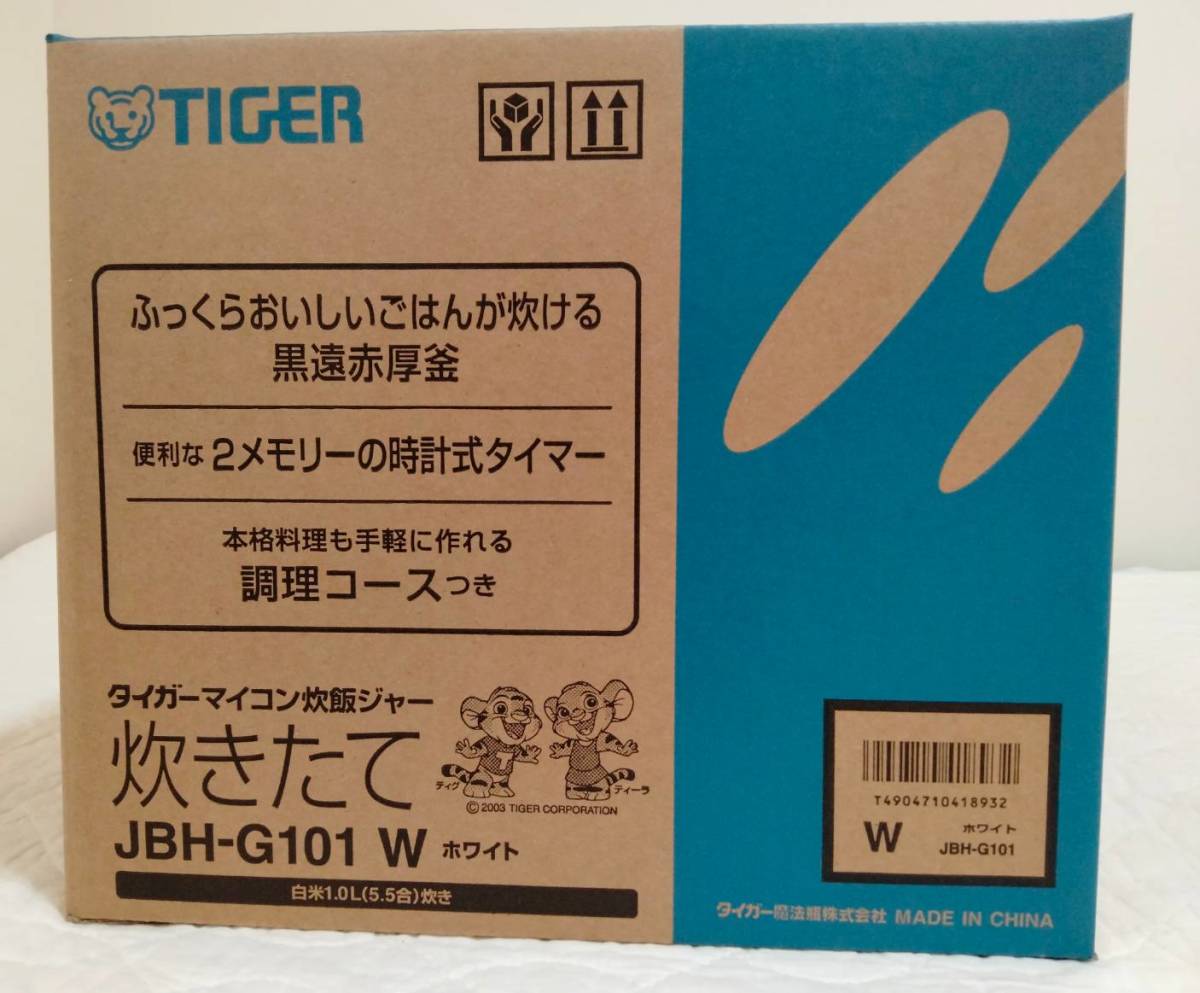 TIGER
ふっくらおいしいごはんが炊ける
黒遠赤厚釜
便利な 2メモリーの時計式タイマー
本格料理も手軽に作れる
調理コースつき
タイガーマイコン炊飯ジャー
炊きたて
T
ティグ
ティーラ
©2003 TIGER CORPORATION
JBH-G101 W ホワイト
白米1.0L(5.5合)炊き
T4904710418932
W ホワイト
JBH-G101
タイガー魔法瓶株式会社 MADE IN CHINA